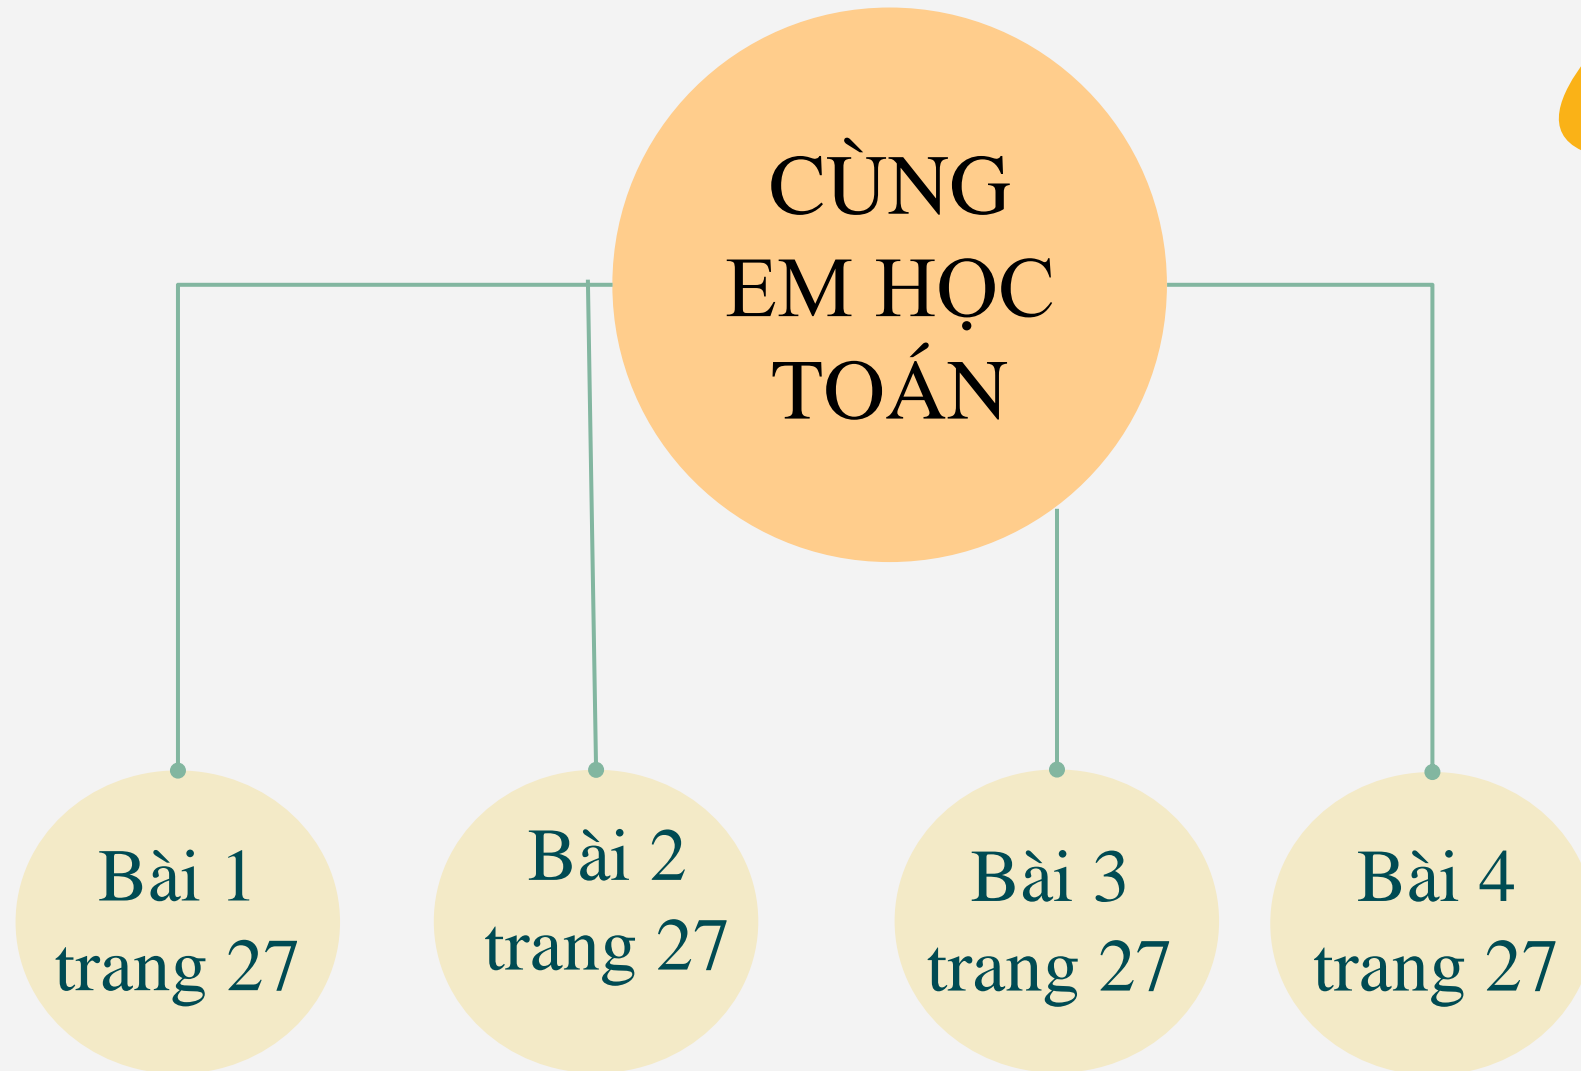 CÙNG
EM HỌC
TOÁN
Bài 1
trang 27
Bài 2
trang 27
Bài 3
trang 27
Bài 4
trang 27